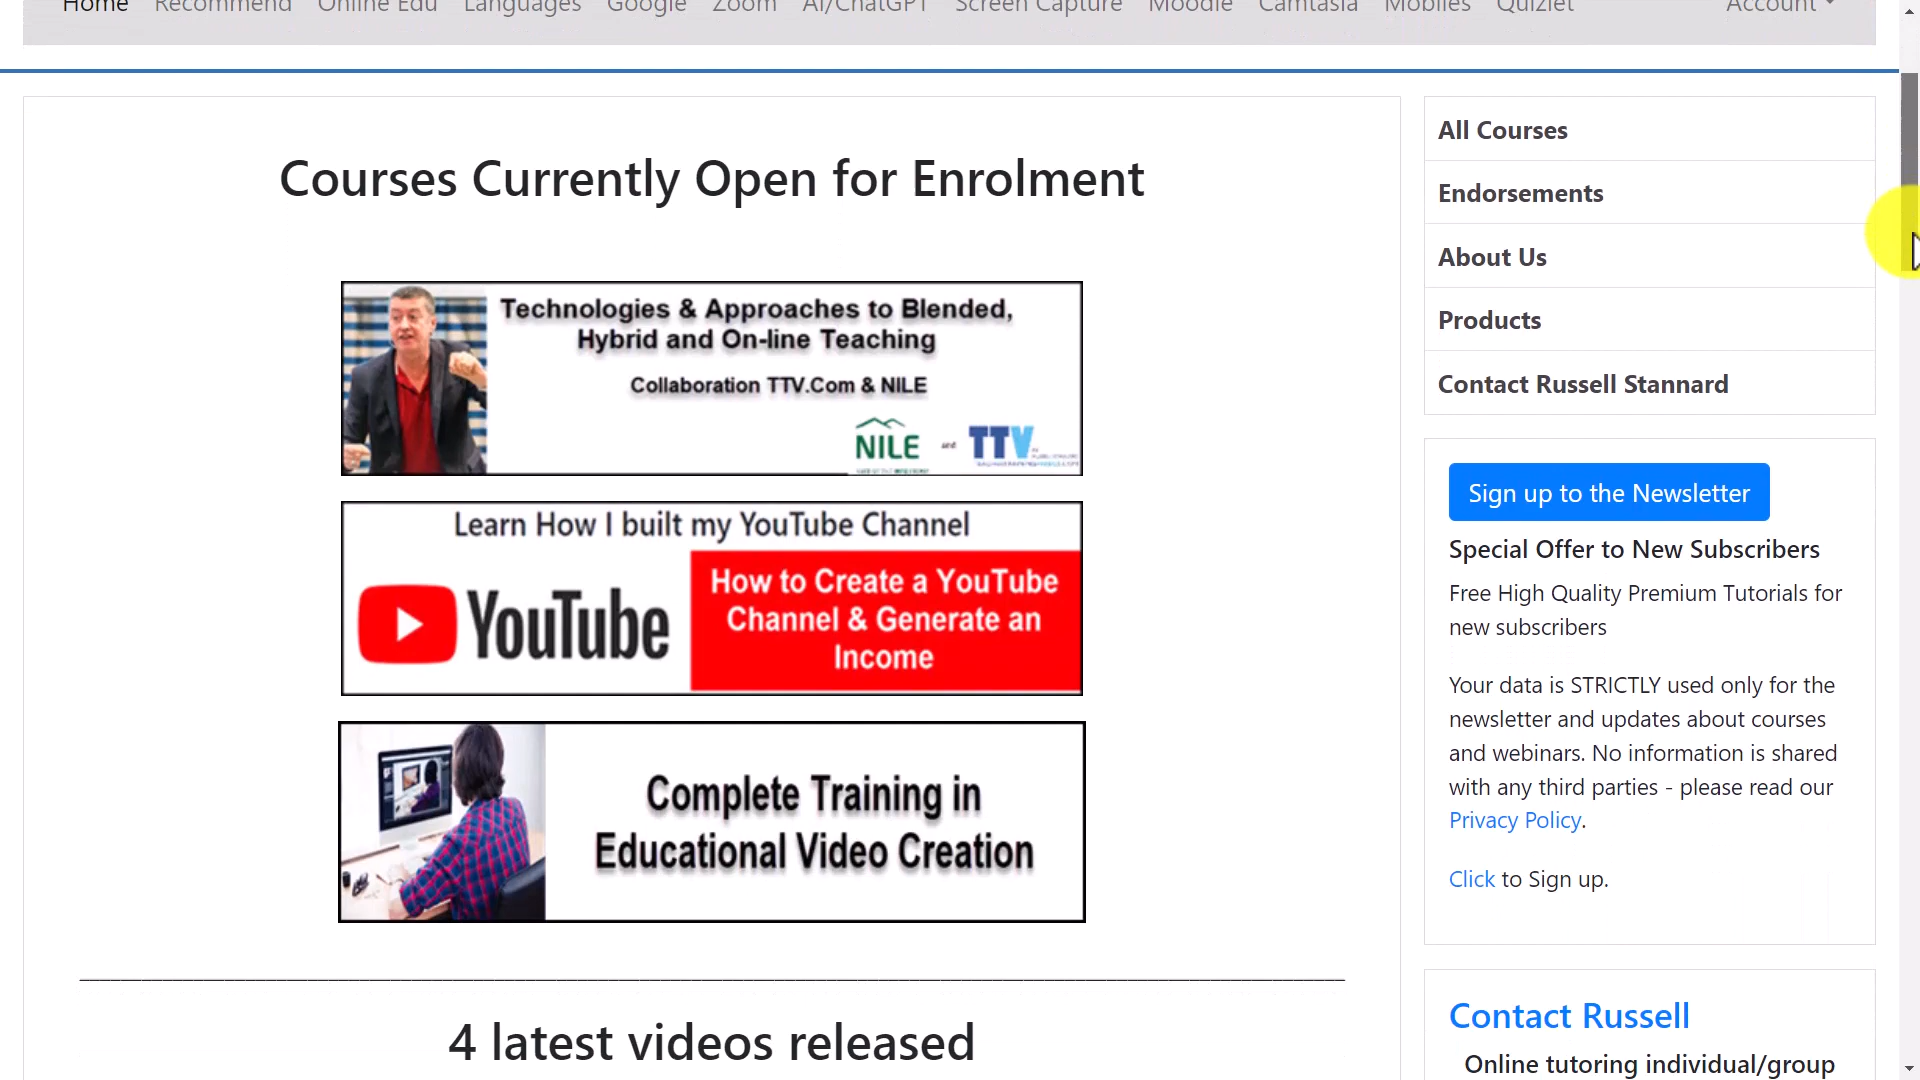 Home Recommend Online Edu Languages Google Zoom AI/ChatGPT Screen Capture Moodle Camtasia Mobiles Quizlet Account
Courses Currently Open for Enrolment
Technologies & Approaches to Blended,
Hybrid and On-line Teaching
Collaboration TTV.Com & NILE
NILE and TTV
Learn How I built my YouTube Channel
YouTube
How to Create a YouTube
Channel & Generate an
Income
Complete Training in
Educational Video Creation
4 latest videos released
All Courses
Endorsements
About Us
Products
Contact Russell Stannard
Sign up to the Newsletter
Special Offer to New Subscribers
Free High Quality Premium Tutorials for
new subscribers
Your data is STRICTLY used only for the
newsletter and updates about courses
and webinars. No information is shared
with any third parties - please read our
Privacy Policy.
Click to Sign up.
Contact Russell
Online tutoring individual/group